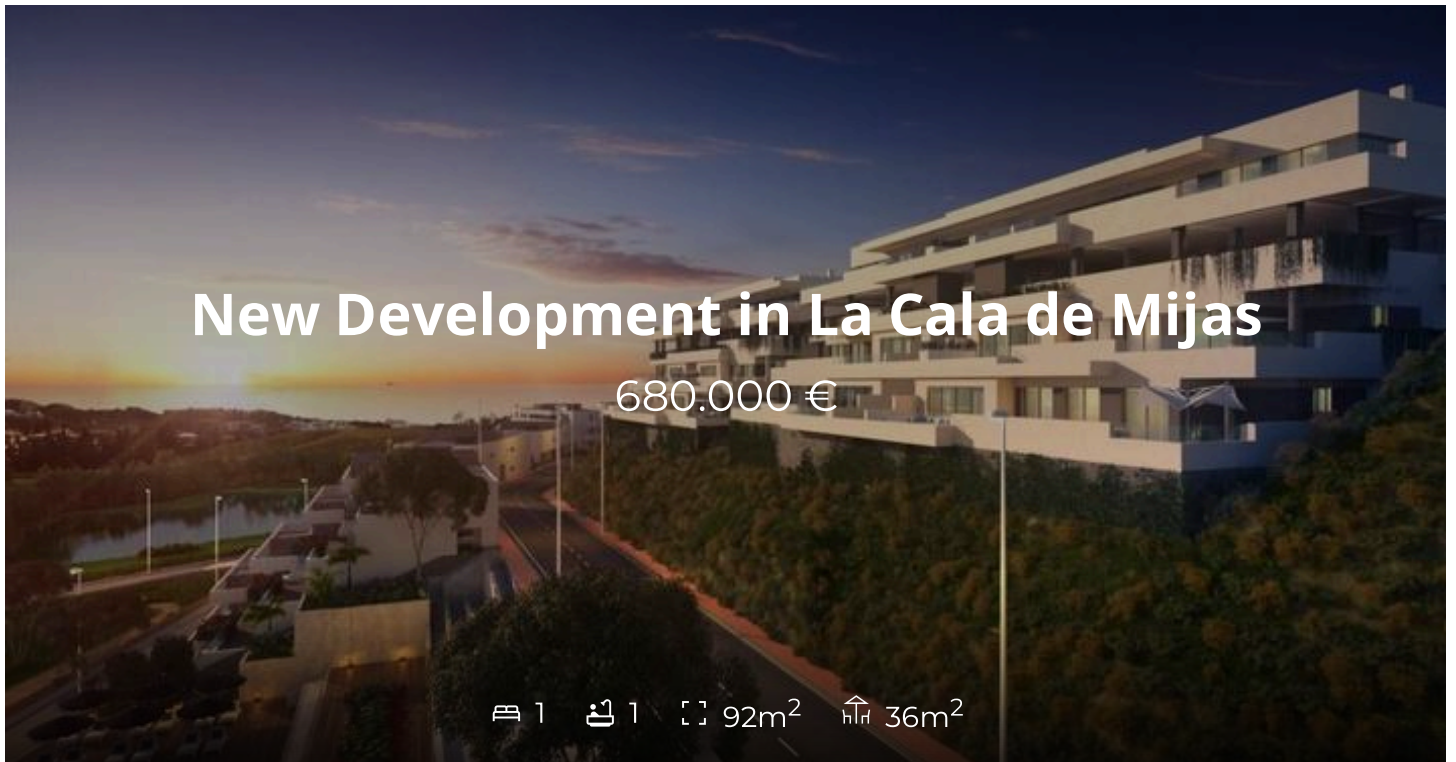 New Development in La Cala de Mijas
680.000 €
1 1 92m² 36m²